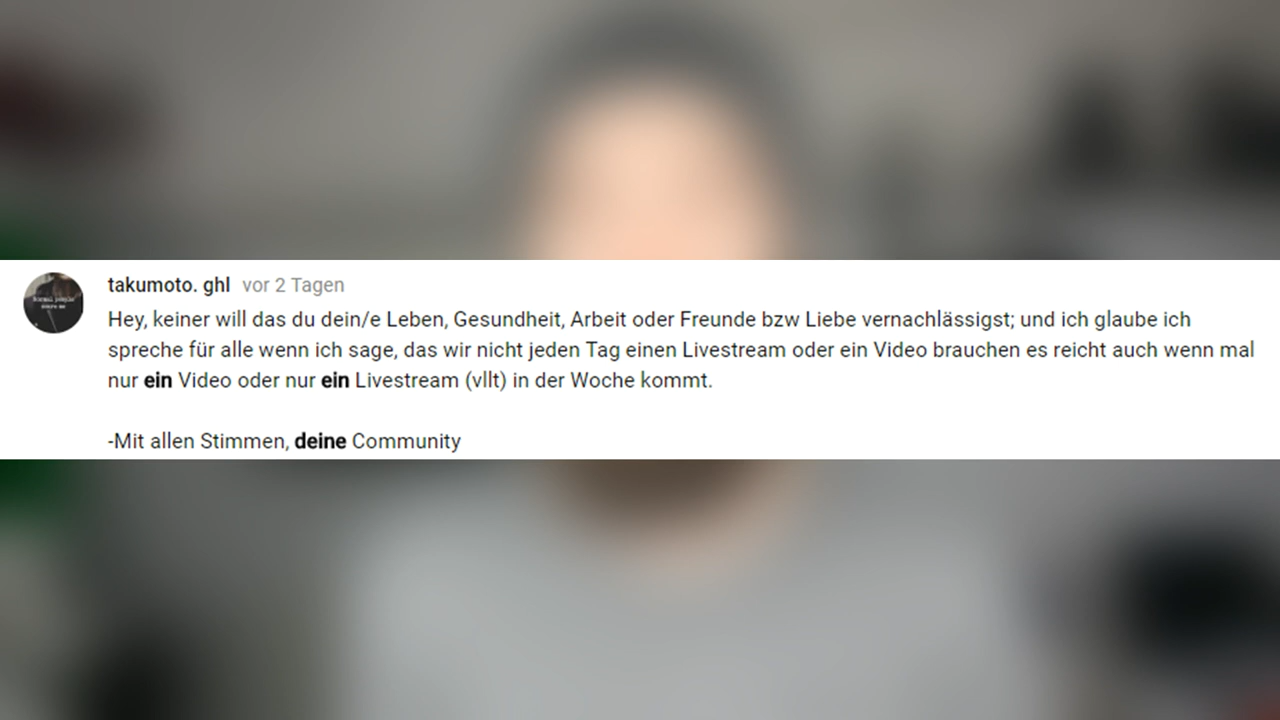 takumoto. ghl vor 2 Tagen
Hey, keiner will das du dein/e Leben, Gesundheit, Arbeit oder Freunde bzw Liebe vernachlässigst; und ich glaube ich
spreche für alle wenn ich sage, das wir nicht jeden Tag einen Livestream oder ein Video brauchen es reicht auch wenn mal
nur ein Video oder nur ein Livestream (vllt) in der Woche kommt.
-Mit allen Stimmen, deine Community